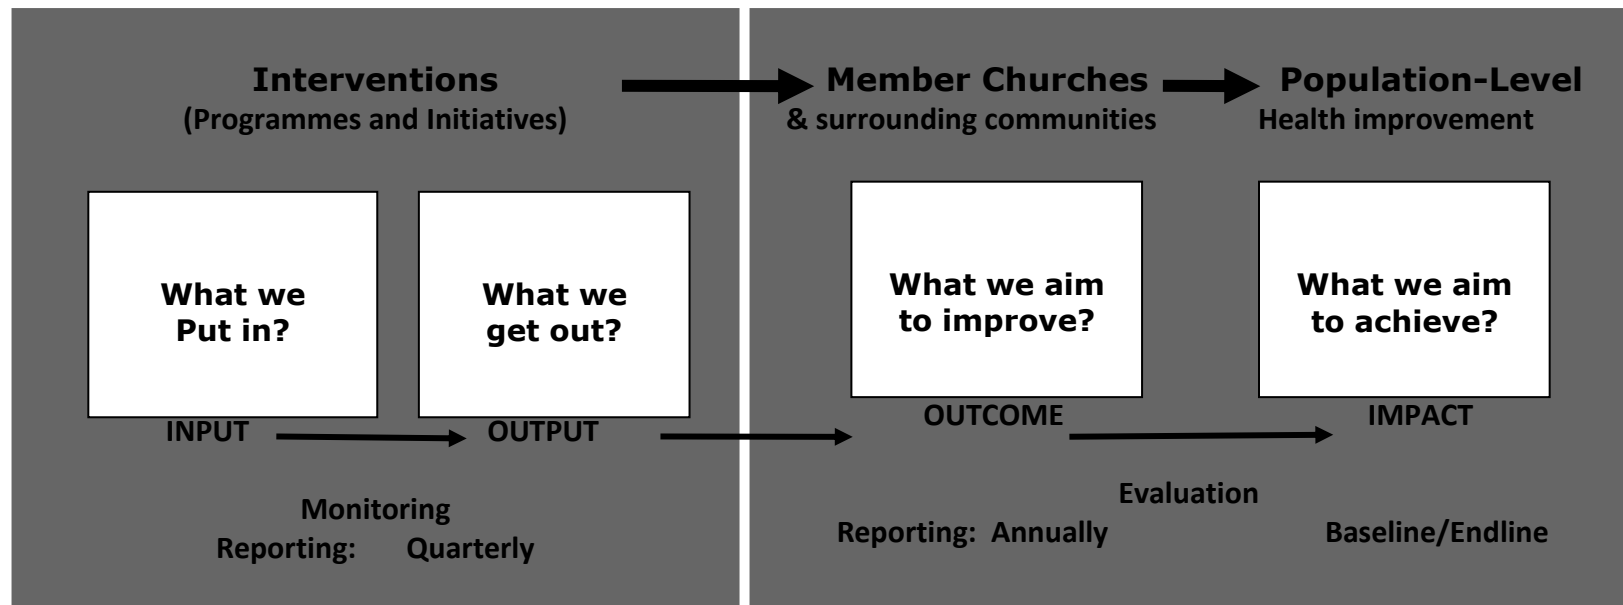 Interventions
(Programmes and Initiatives)
Member Churches
& surrounding communities
Population-Level
Health improvement
What we
Put in?
What we
get out?
What we aim
to improve?
What we aim
to achieve?
INPUT
OUTPUT
OUTCOME
IMPACT
Monitoring
Reporting: Quarterly
Evaluation
Reporting: Annually
Baseline/Endline